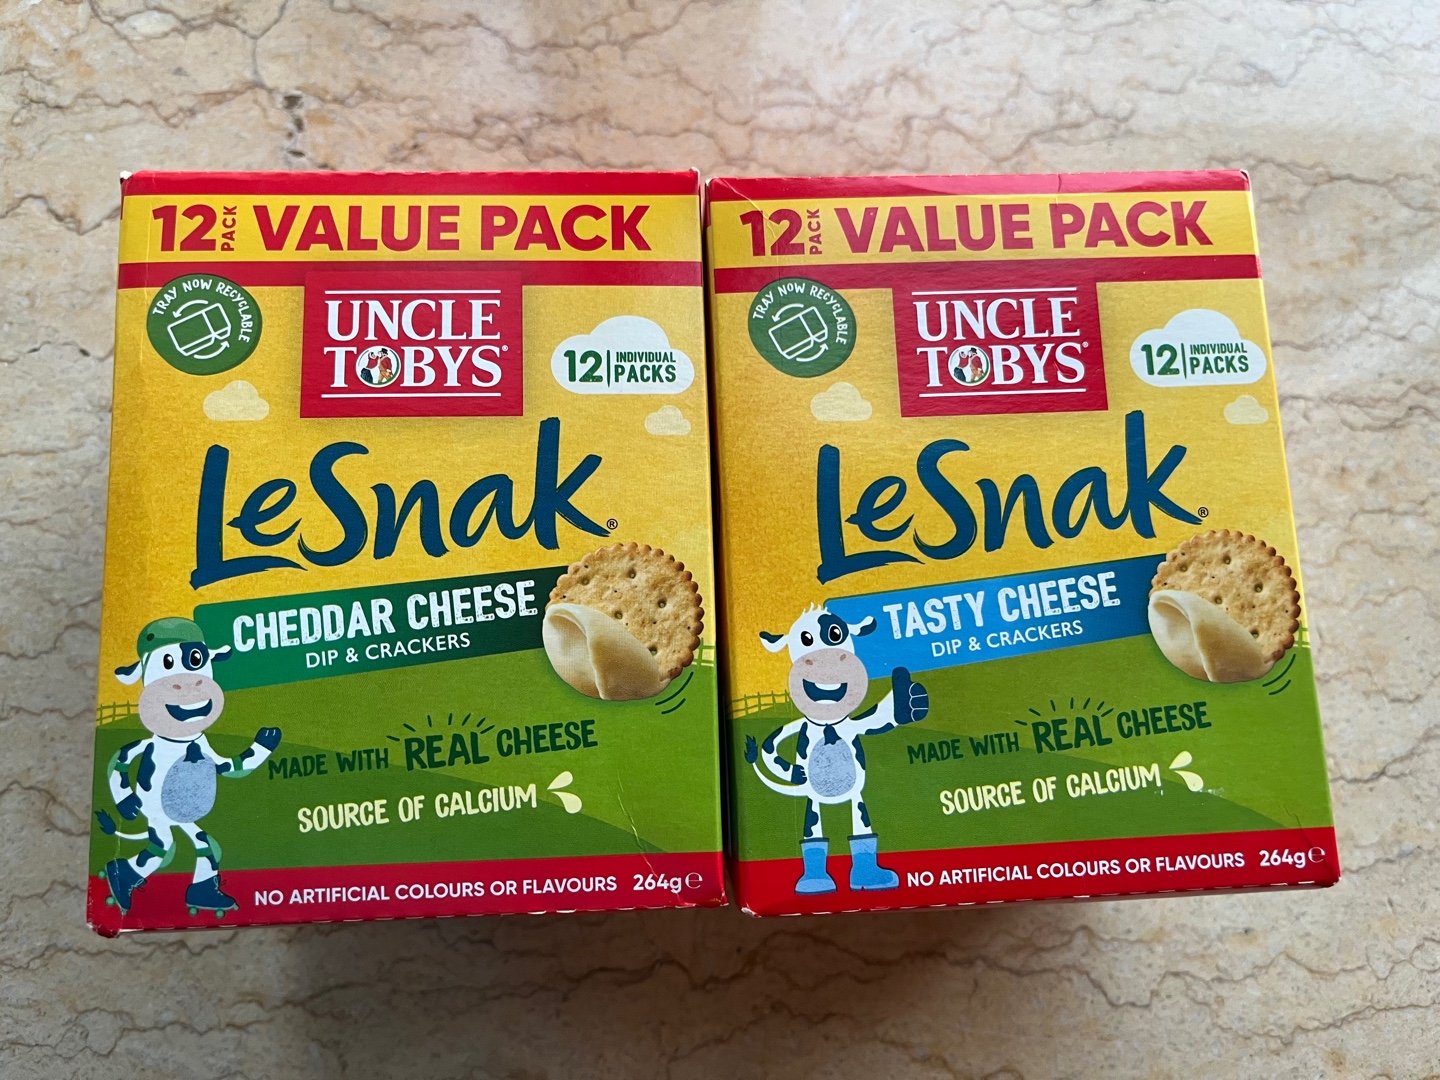 12 PACK VALUE PACK
TRAY NOW RECYCLABLE
UNCLE
TOBYS®
12 INDIVIDUAL
PACKS
LeSnak®
CHEDDAR CHEESE
DIP & CRACKERS
MADE WITH REAL CHEESE
SOURCE OF CALCIUM
NO ARTIFICIAL COLOURS OR FLAVOURS 264g℮
12 PACK VALUE PACK
TRAY NOW RECYCLABLE
UNCLE
TOBYS®
12 INDIVIDUAL
PACKS
LeSnak®
TASTY CHEESE
DIP & CRACKERS
MADE WITH REAL CHEESE
SOURCE OF CALCIUM
NO ARTIFICIAL COLOURS OR FLAVOURS 264g℮